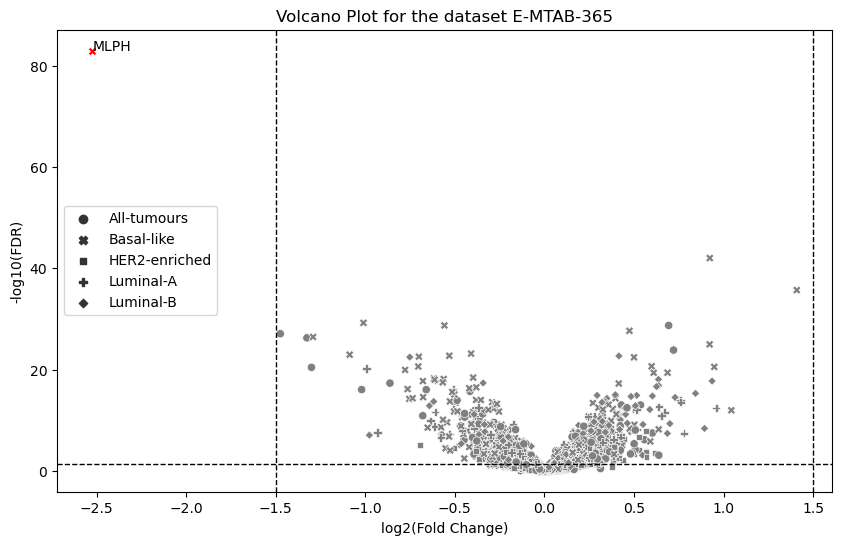 Volcano Plot for the dataset E-MTAB-365
MLPH
80
60
40
20
0
-log10(FDR)
All-tumours
Basal-like
HER2-enriched
Luminal-A
Luminal-B
−2.5 −2.0 −1.5 −1.0 −0.5 0.0 0.5 1.0 1.5
log2(Fold Change)